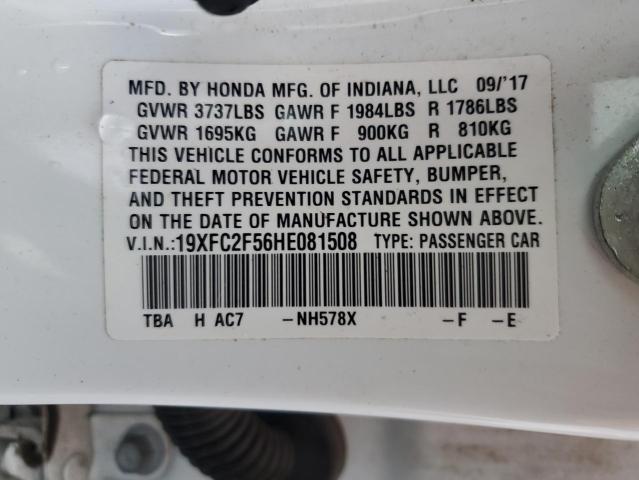 MFD. BY HONDA MFG. OF INDIANA, LLC 09/'17
GVWR 3737LBS GAWR F 1984LBS R 1786LBS
GVWR 1695KG GAWR F 900KG R 810KG
THIS VEHICLE CONFORMS TO ALL APPLICABLE
FEDERAL MOTOR VEHICLE SAFETY, BUMPER,
AND THEFT PREVENTION STANDARDS IN EFFECT
ON THE DATE OF MANUFACTURE SHOWN ABOVE.
V.I.N.:19XFC2F56HE081508 TYPE: PASSENGER CAR
TBA H AC7 -NH578X -F -E